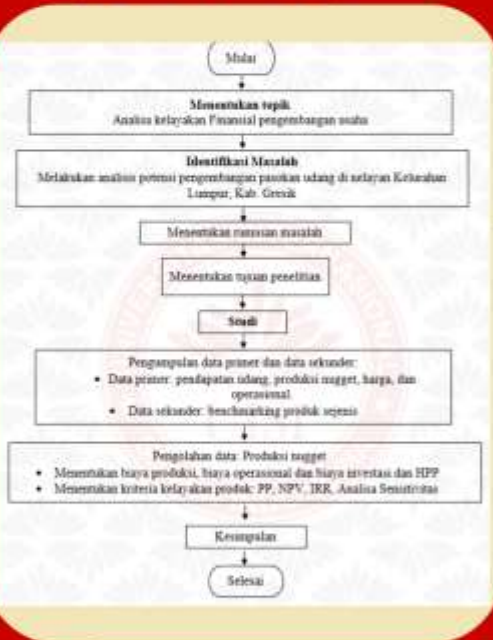 Mulai
Menentukan topik
Analisa kelayakan Finansial pengembangan usaha
Identifikasi Masalah
Melakukan analisis potensi pengembangan pasokan udang di nelayan Kelurahan
Lumpur, Kab. Gresik
Menentukan rumusan masalah
Menentukan tujuan penelitian
Studi
Pengumpulan data primer dan data sekunder:
• Data primer: pendapatan udang, produksi nugget, harga, dan
operasional.
• Data sekunder: benchmarking produk sejenis
Pengolahan data: Produksi nugget
• Menentukan biaya produksi, biaya operasional dan biaya investasi dan HPP
• Menentukan kriteria kelayakan produk: PP, NPV, IRR, Analisa Sensitivitas
Kesimpulan
Selesai